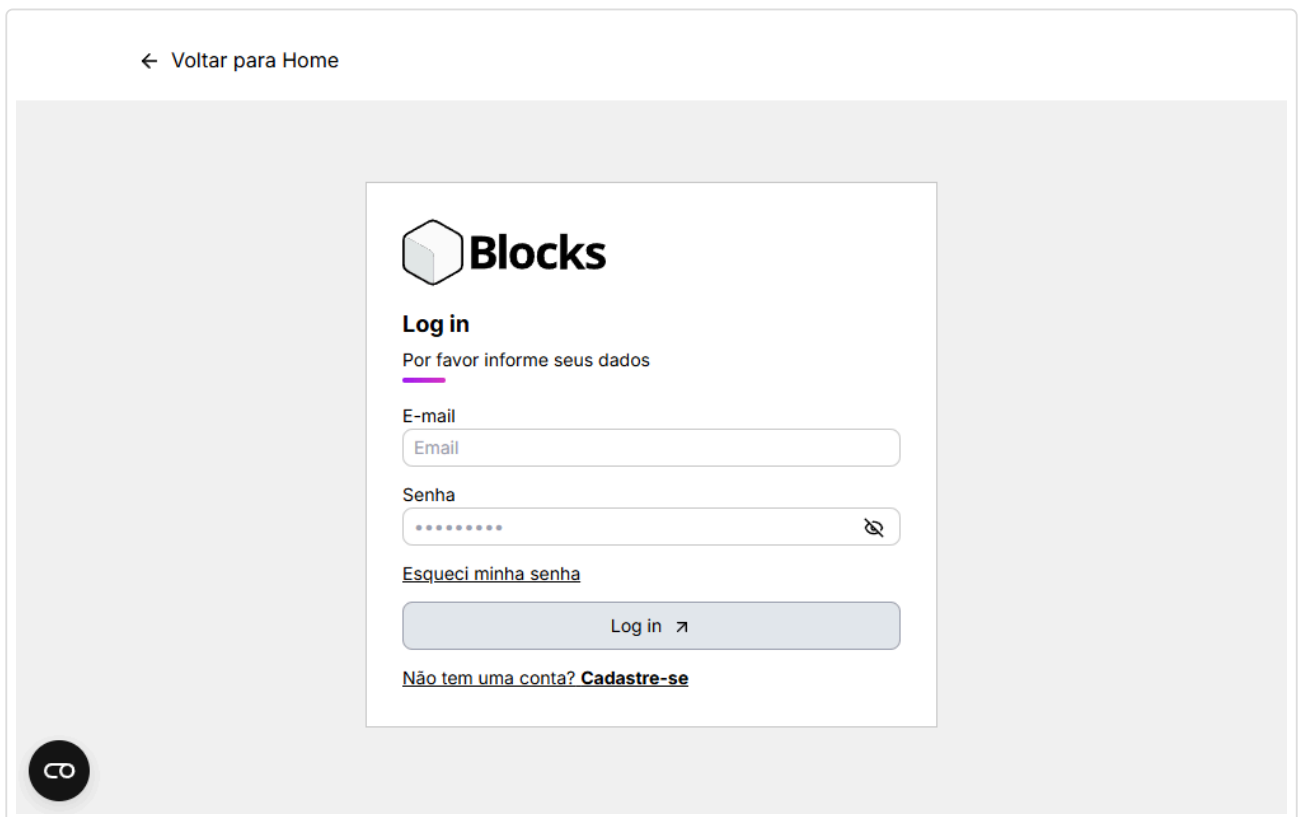 ← Voltar para Home
Blocks
Log in
Por favor informe seus dados
E-mail
Email
Senha
•••••••••
Esqueci minha senha
Log in ↗
Não tem uma conta? Cadastre-se